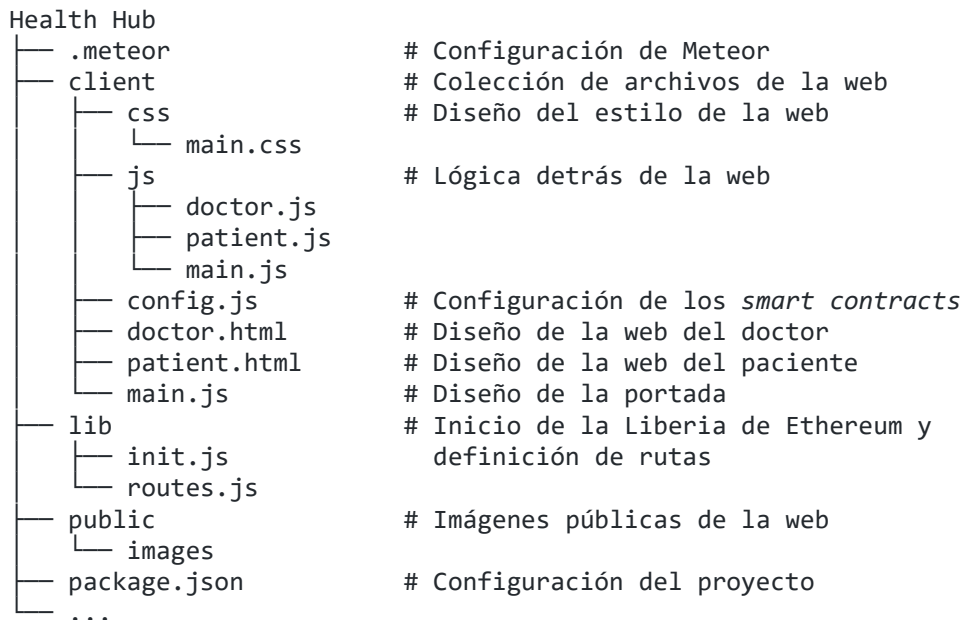 Health Hub
├── .meteor # Configuración de Meteor
├── client # Colección de archivos de la web
│ ├── css # Diseño del estilo de la web
│ │ └── main.css
│ ├── js # Lógica detrás de la web
│ │ ├── doctor.js
│ │ ├── patient.js
│ │ └── main.js
│ ├── config.js # Configuración de los smart contracts
│ ├── doctor.html # Diseño de la web del doctor
│ ├── patient.html # Diseño de la web del paciente
│ └── main.js # Diseño de la portada
├── lib # Inicio de la Liberia de Ethereum y
│ ├── init.js definición de rutas
│ └── routes.js
├── public # Imágenes públicas de la web
│ └── images
├── package.json # Configuración del proyecto
└── ...